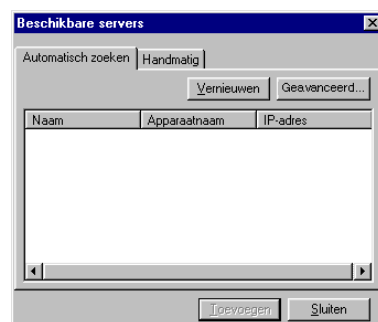 Beschikbare servers
Automatisch zoeken Handmatig
Vernieuwen Geavanceerd...
Naam Apparaatnaam IP-adres
Toevoegen Sluiten